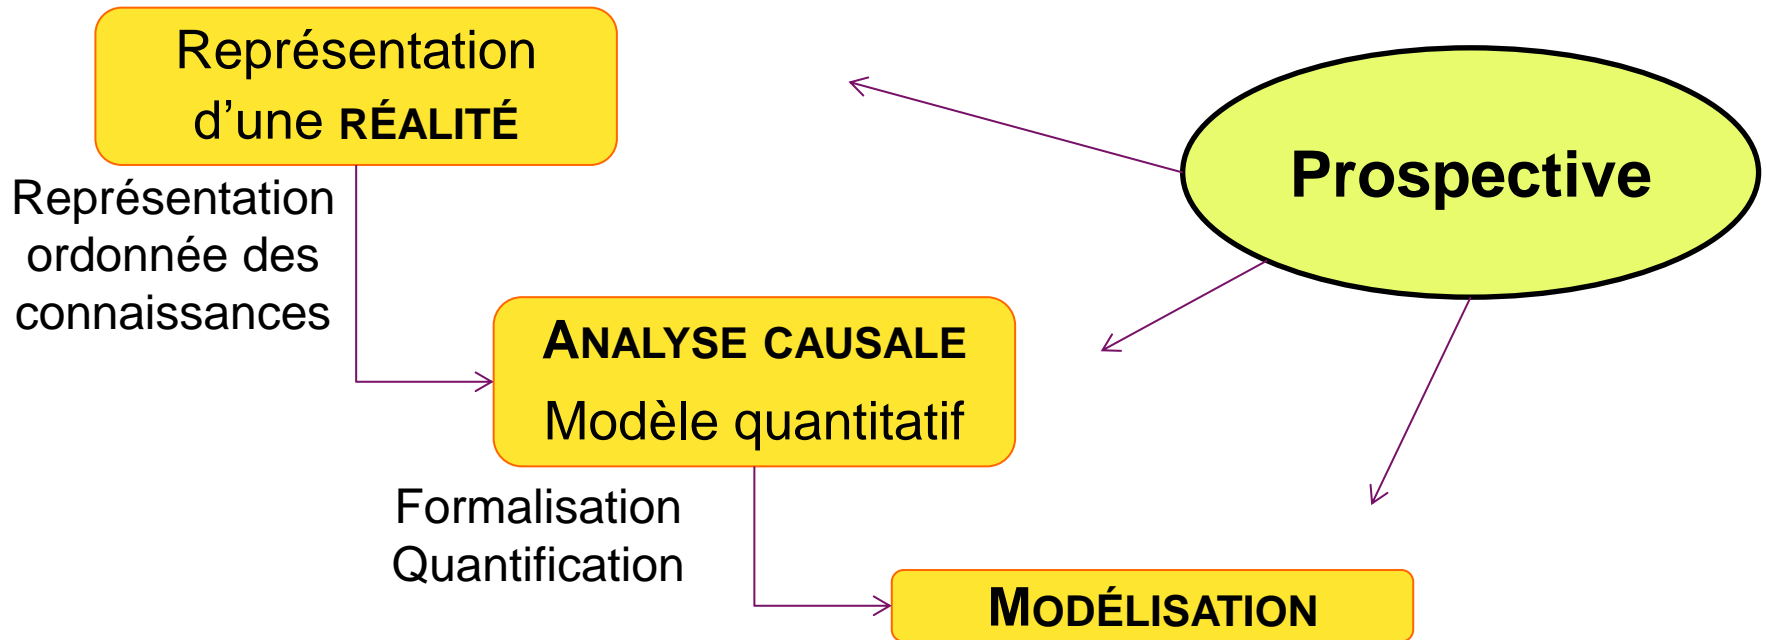 Représentation
d’une RÉALITÉ
Prospective
Représentation
ordonnée des
connaissances
ANALYSE CAUSALE
Modèle quantitatif
Formalisation
Quantification
MODÉLISATION